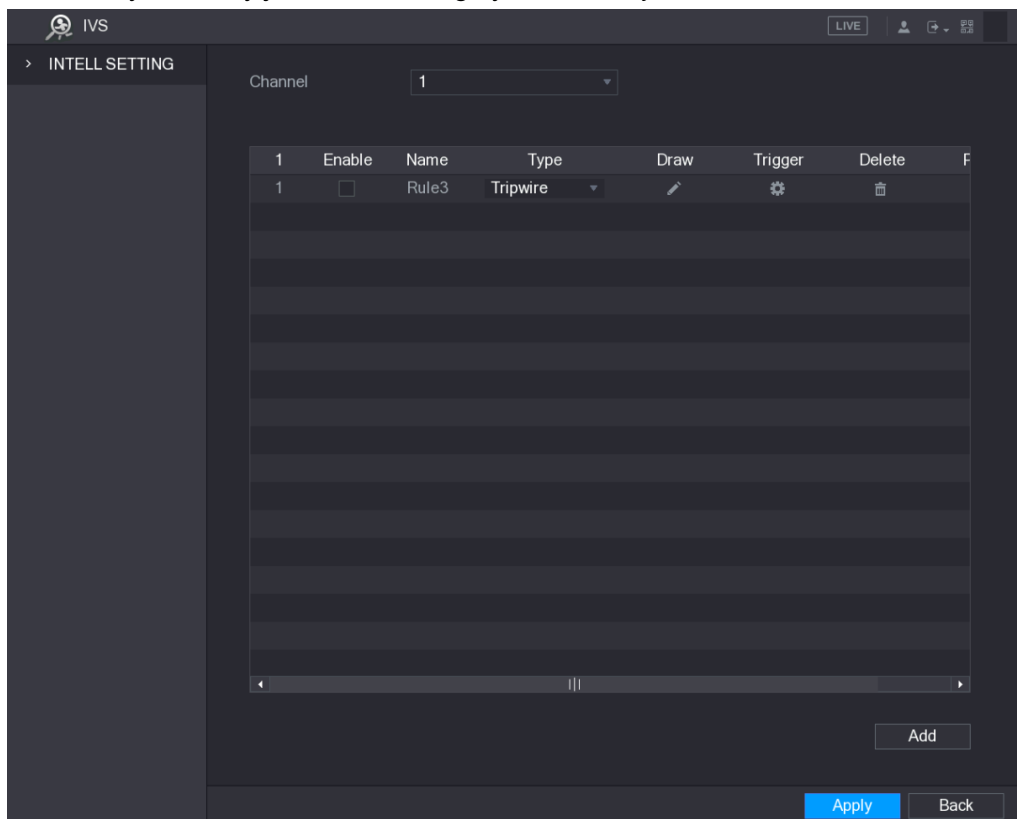 IVS LIVE
INTELL SETTING
Channel 1
1 Enable Name Type Draw Trigger Delete
1 Rule3 Tripwire
Add
Apply Back